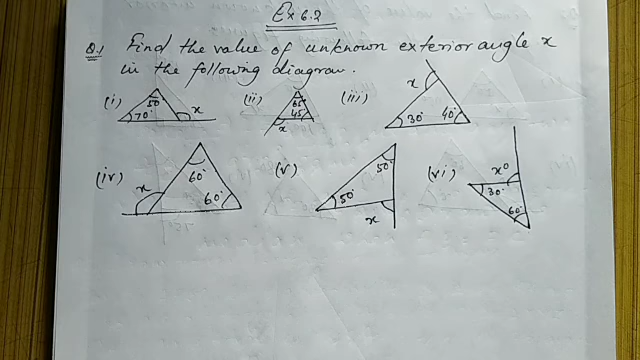 Ex 6.2
Q.1 Find the value of unknown exterior angle x
in the following diagram.
(i) 50° 70° x
(ii) 65° 45° x
(iii) x 30° 40°
(iv) 60° 60° x
(v) 50° 50° x
(vi) x° 30° 60°